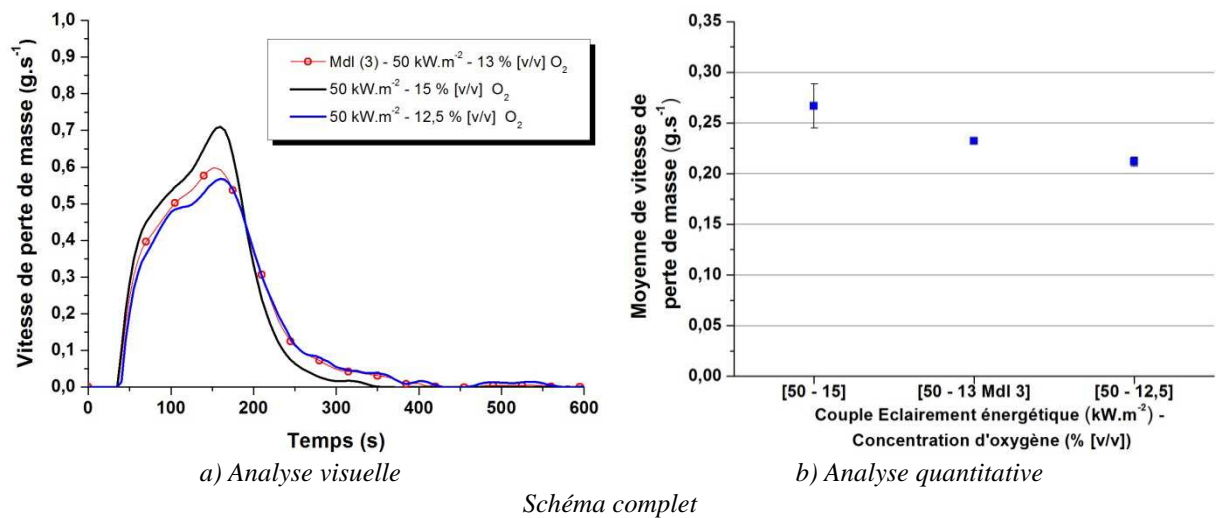 1,0
0,9
0,8
0,7
0,6
0,5
0,4
0,3
0,2
0,1
0,0
Vitesse de perte de masse (g.s⁻¹)
Mdl (3) - 50 kW.m⁻² - 13 % [v/v] O₂
50 kW.m⁻² - 15 % [v/v] O₂
50 kW.m⁻² - 12,5 % [v/v] O₂
0 100 200 300 400 500 600
Temps (s)
a) Analyse visuelle
0,35
0,30
0,25
0,20
0,15
0,10
0,05
0,00
Moyenne de vitesse de
perte de masse (g.s⁻¹)
[50 - 15] [50 - 13 Mdl 3] [50 - 12,5]
Couple Eclairement énergétique (kW.m⁻²) -
Concentration d'oxygène (% [v/v])
b) Analyse quantitative
Schéma complet